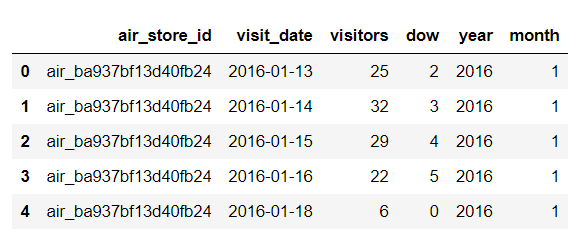 air_store_id visit_date visitors dow year month
0 air_ba937bf13d40fb24 2016-01-13 25 2 2016 1
1 air_ba937bf13d40fb24 2016-01-14 32 3 2016 1
2 air_ba937bf13d40fb24 2016-01-15 29 4 2016 1
3 air_ba937bf13d40fb24 2016-01-16 22 5 2016 1
4 air_ba937bf13d40fb24 2016-01-18 6 0 2016 1